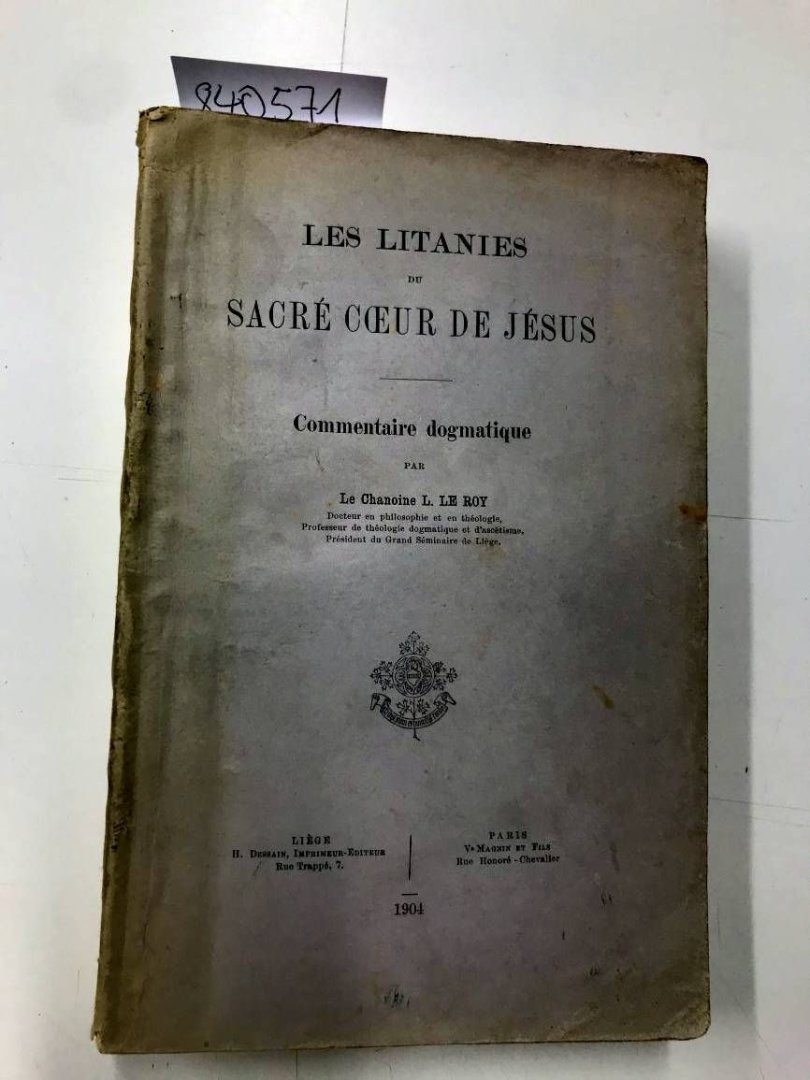 840571
LES LITANIES
DU
SACRÉ CŒUR DE JÉSUS
Commentaire dogmatique
PAR
Le Chanoine L. LE ROY
Docteur en philosophie et en théologie,
Professeur de théologie dogmatique et d'ascétisme,
Président du Grand Séminaire de Liège.
LIÈGE
H. DESSAIN, IMPRIMEUR-EDITEUR
Rue Trappé, 7.
PARIS
Ve MAGNIN ET FILS
Rue Honoré-Chevalier
1904